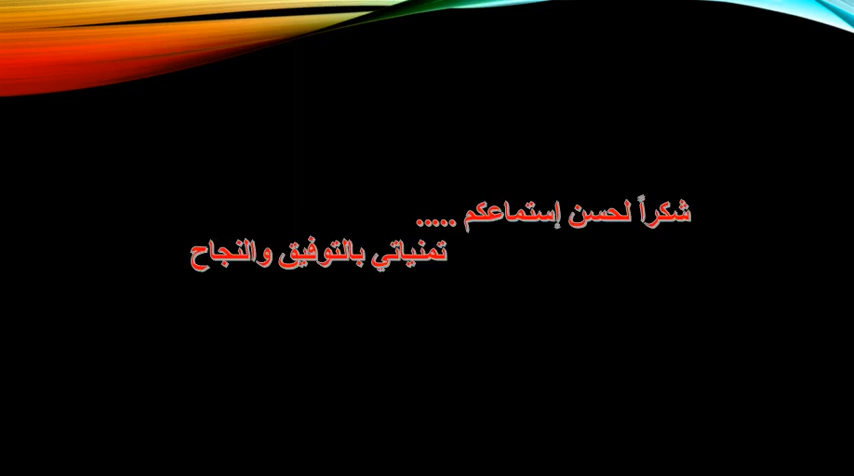 شكراً لحسن إستماعكم .....
تمنياتي بالتوفيق والنجاح